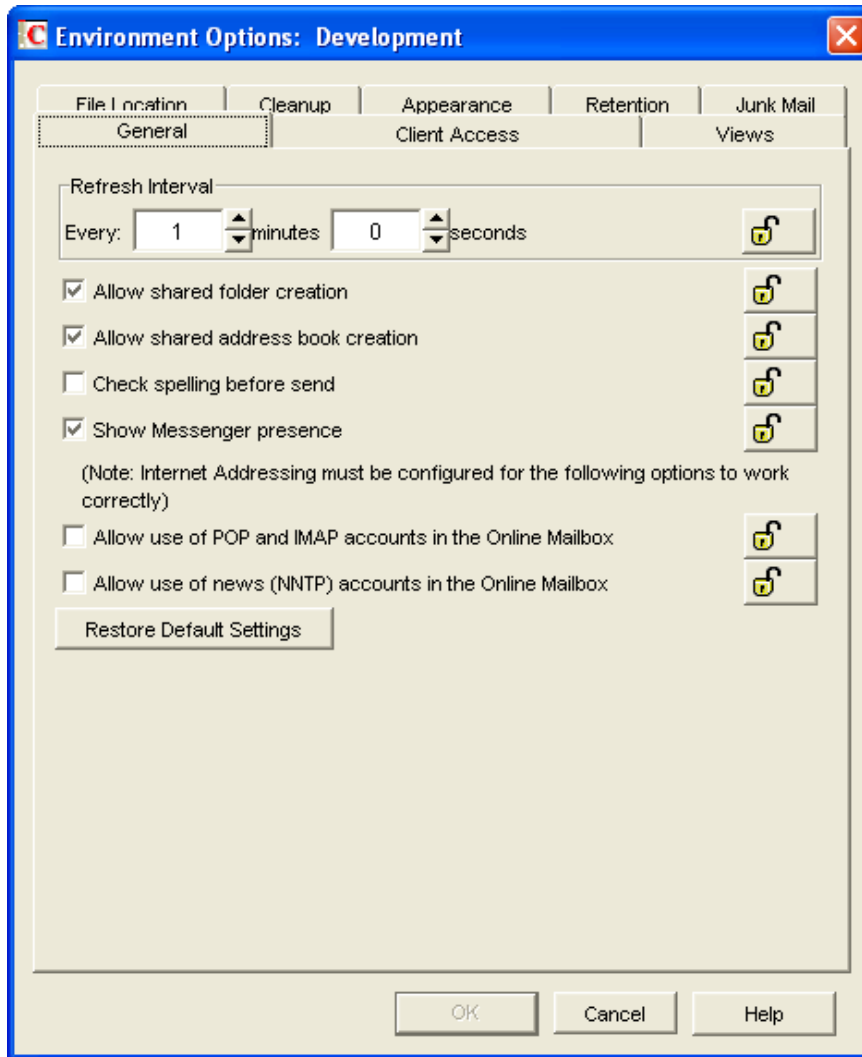 Environment Options: Development
File Location Cleanup Appearance Retention Junk Mail
General Client Access Views
Refresh Interval
Every: 1 minutes 0 seconds
Allow shared folder creation
Allow shared address book creation
Check spelling before send
Show Messenger presence
(Note: Internet Addressing must be configured for the following options to work
correctly)
Allow use of POP and IMAP accounts in the Online Mailbox
Allow use of news (NNTP) accounts in the Online Mailbox
Restore Default Settings
OK Cancel Help